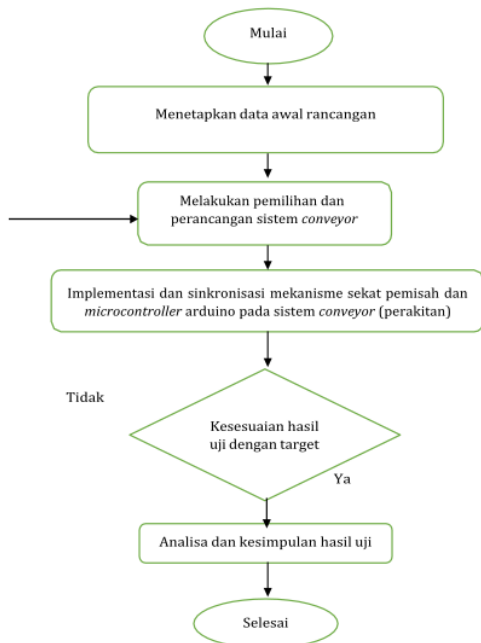 Mulai
Menetapkan data awal rancangan
Melakukan pemilihan dan
perancangan sistem conveyor
Implementasi dan sinkronisasi mekanisme sekat pemisah dan
microcontroller arduino pada sistem conveyor (perakitan)
Tidak
Kesesuaian hasil
uji dengan target
Ya
Analisa dan kesimpulan hasil uji
Selesai